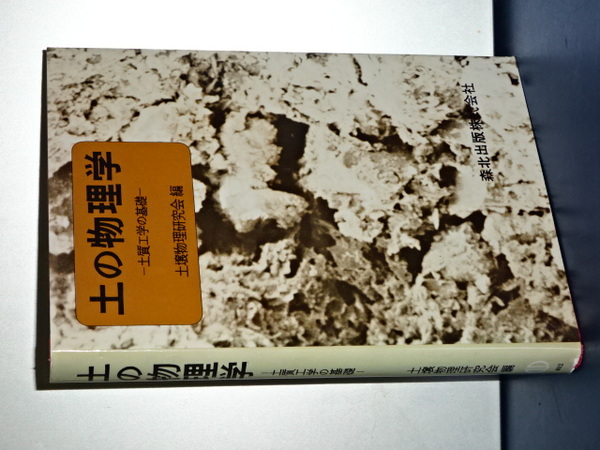 土の物理学
―土質工学の基礎―
土壌物理研究会 編
森北出版株式会社
土の物理学
―土質工学の基礎―
土壌物理研究会 編